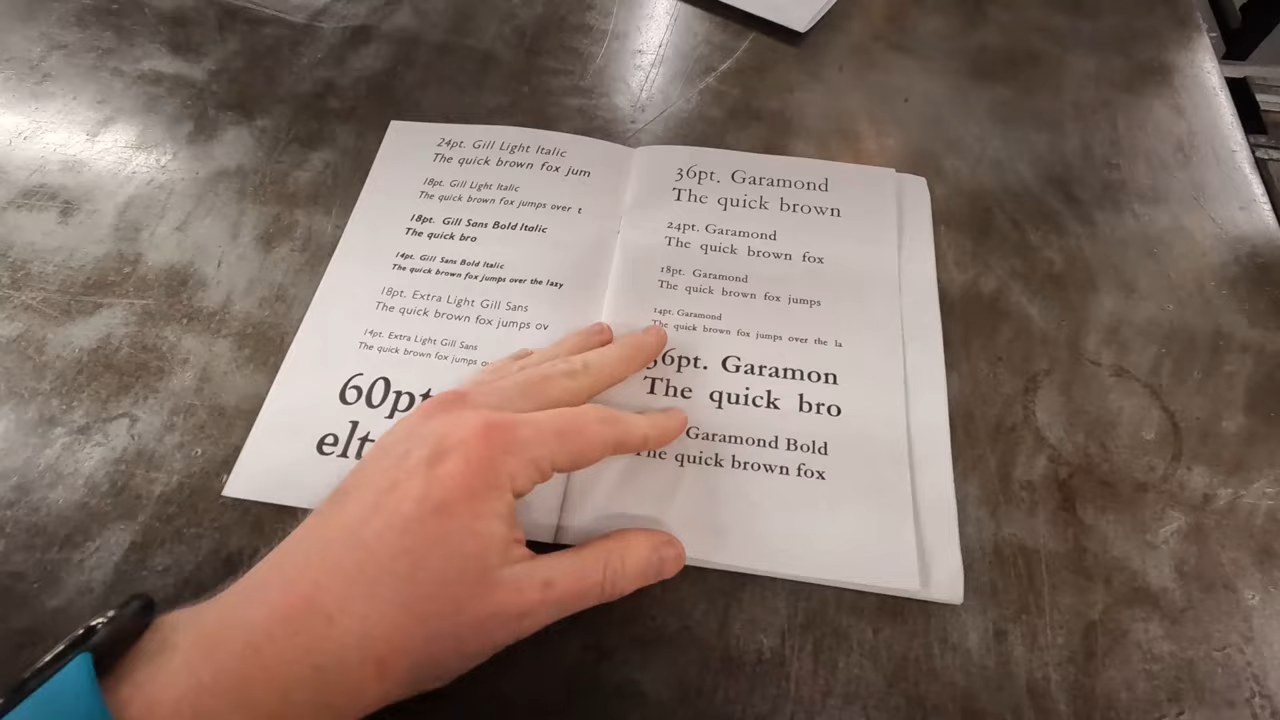 24pt. Gill Light Italic
The quick brown fox jum
18pt. Gill Light Italic
The quick brown fox jumps over t
18pt. Gill Sans Bold Italic
The quick bro
14pt. Gill Sans Bold Italic
The quick brown fox jumps over the lazy
18pt. Extra Light Gill Sans
The quick brown fox jumps ov
14pt. Extra Light Gill Sans
The quick brown fox jumps ov
60pt
elt
36pt. Garamond
The quick brown
24pt. Garamond
The quick brown fox
18pt. Garamond
The quick brown fox jumps
14pt. Garamond
The quick brown fox jumps over the la
36pt. Garamon
The quick bro
Garamond Bold
The quick brown fox